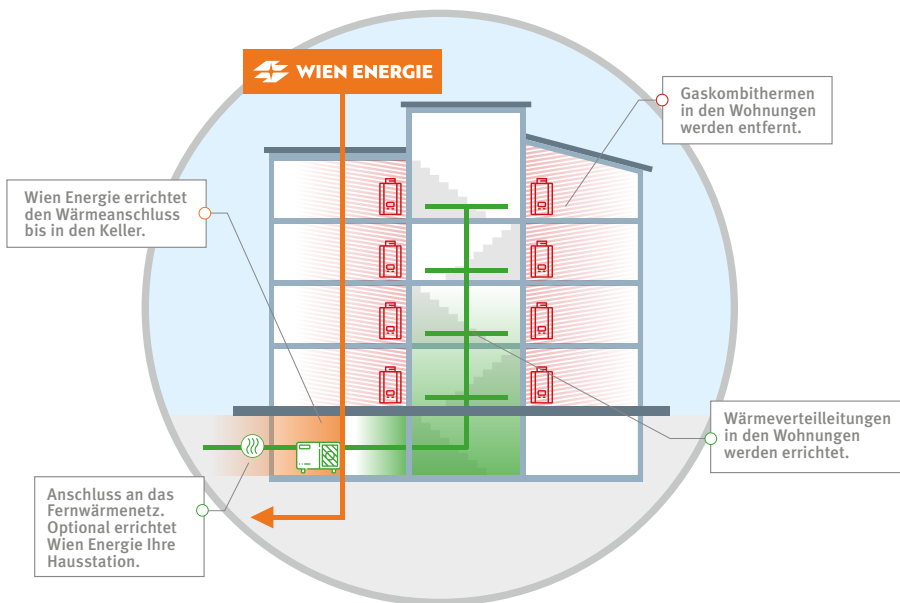 WIEN ENERGIE
Gaskombithermen
in den Wohnungen
werden entfernt.
Wien Energie errichtet
den Wärmeanschluss
bis in den Keller.
Wärmeverteilleitungen
in den Wohnungen
werden errichtet.
Anschluss an das
Fernwärmenetz.
Optional errichtet
Wien Energie Ihre
Hausstation.